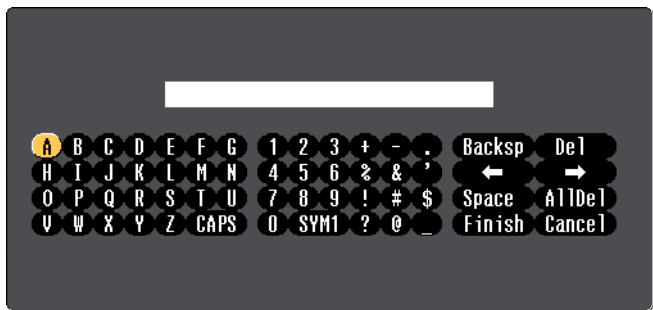 A B C D E F G 1 2 3 + - . Backsp Del
H I J K L M N 4 5 6 % & ’ ← →
O P Q R S T U 7 8 9 ! # $ Space AllDel
V W X Y Z CAPS 0 SYM1 ? @ _ Finish Cancel